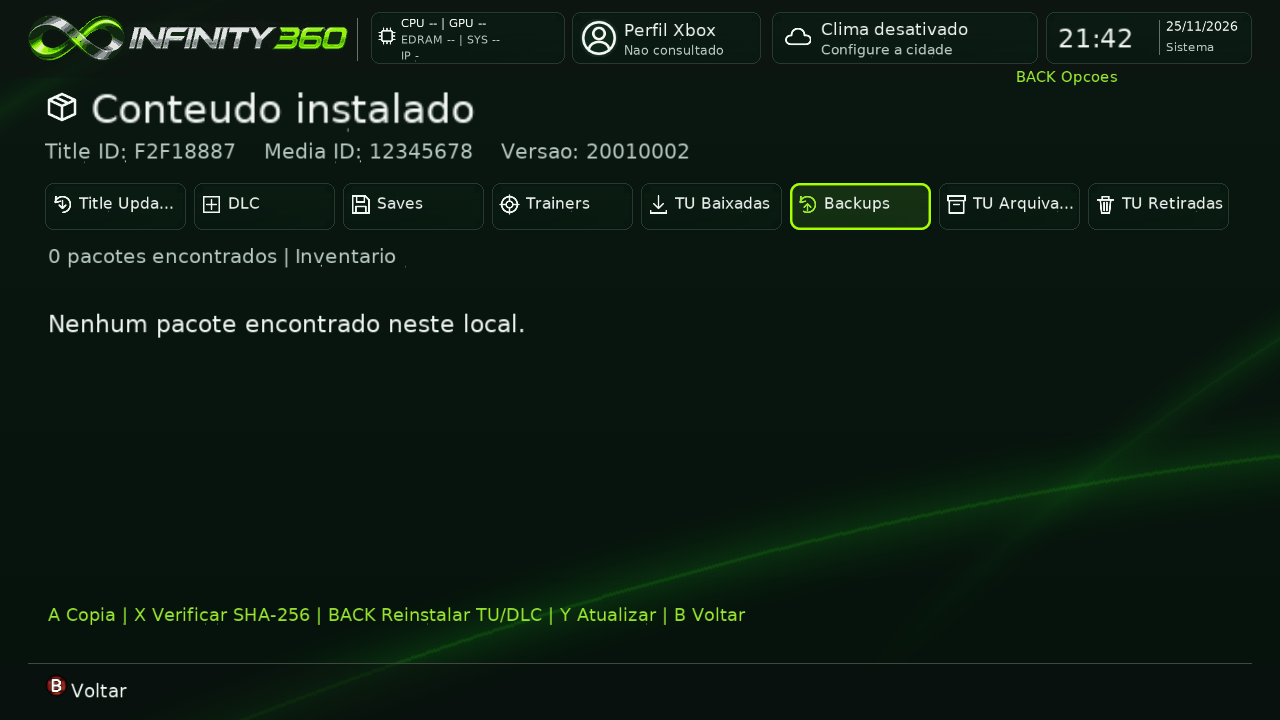 INFINITY 360
CPU -- | GPU --
EDRAM -- | SYS --
IP -
Perfil Xbox
Nao consultado
Clima desativado
Configure a cidade
21:42
25/11/2026
Sistema
BACK Opcoes
Conteudo instalado
Title ID: F2F18887 Media ID: 12345678 Versao: 20010002
Title Upda... DLC Saves Trainers TU Baixadas Backups TU Arquiva... TU Retiradas
0 pacotes encontrados | Inventario
Nenhum pacote encontrado neste local.
A Copia | X Verificar SHA-256 | BACK Reinstalar TU/DLC | Y Atualizar | B Voltar
B Voltar